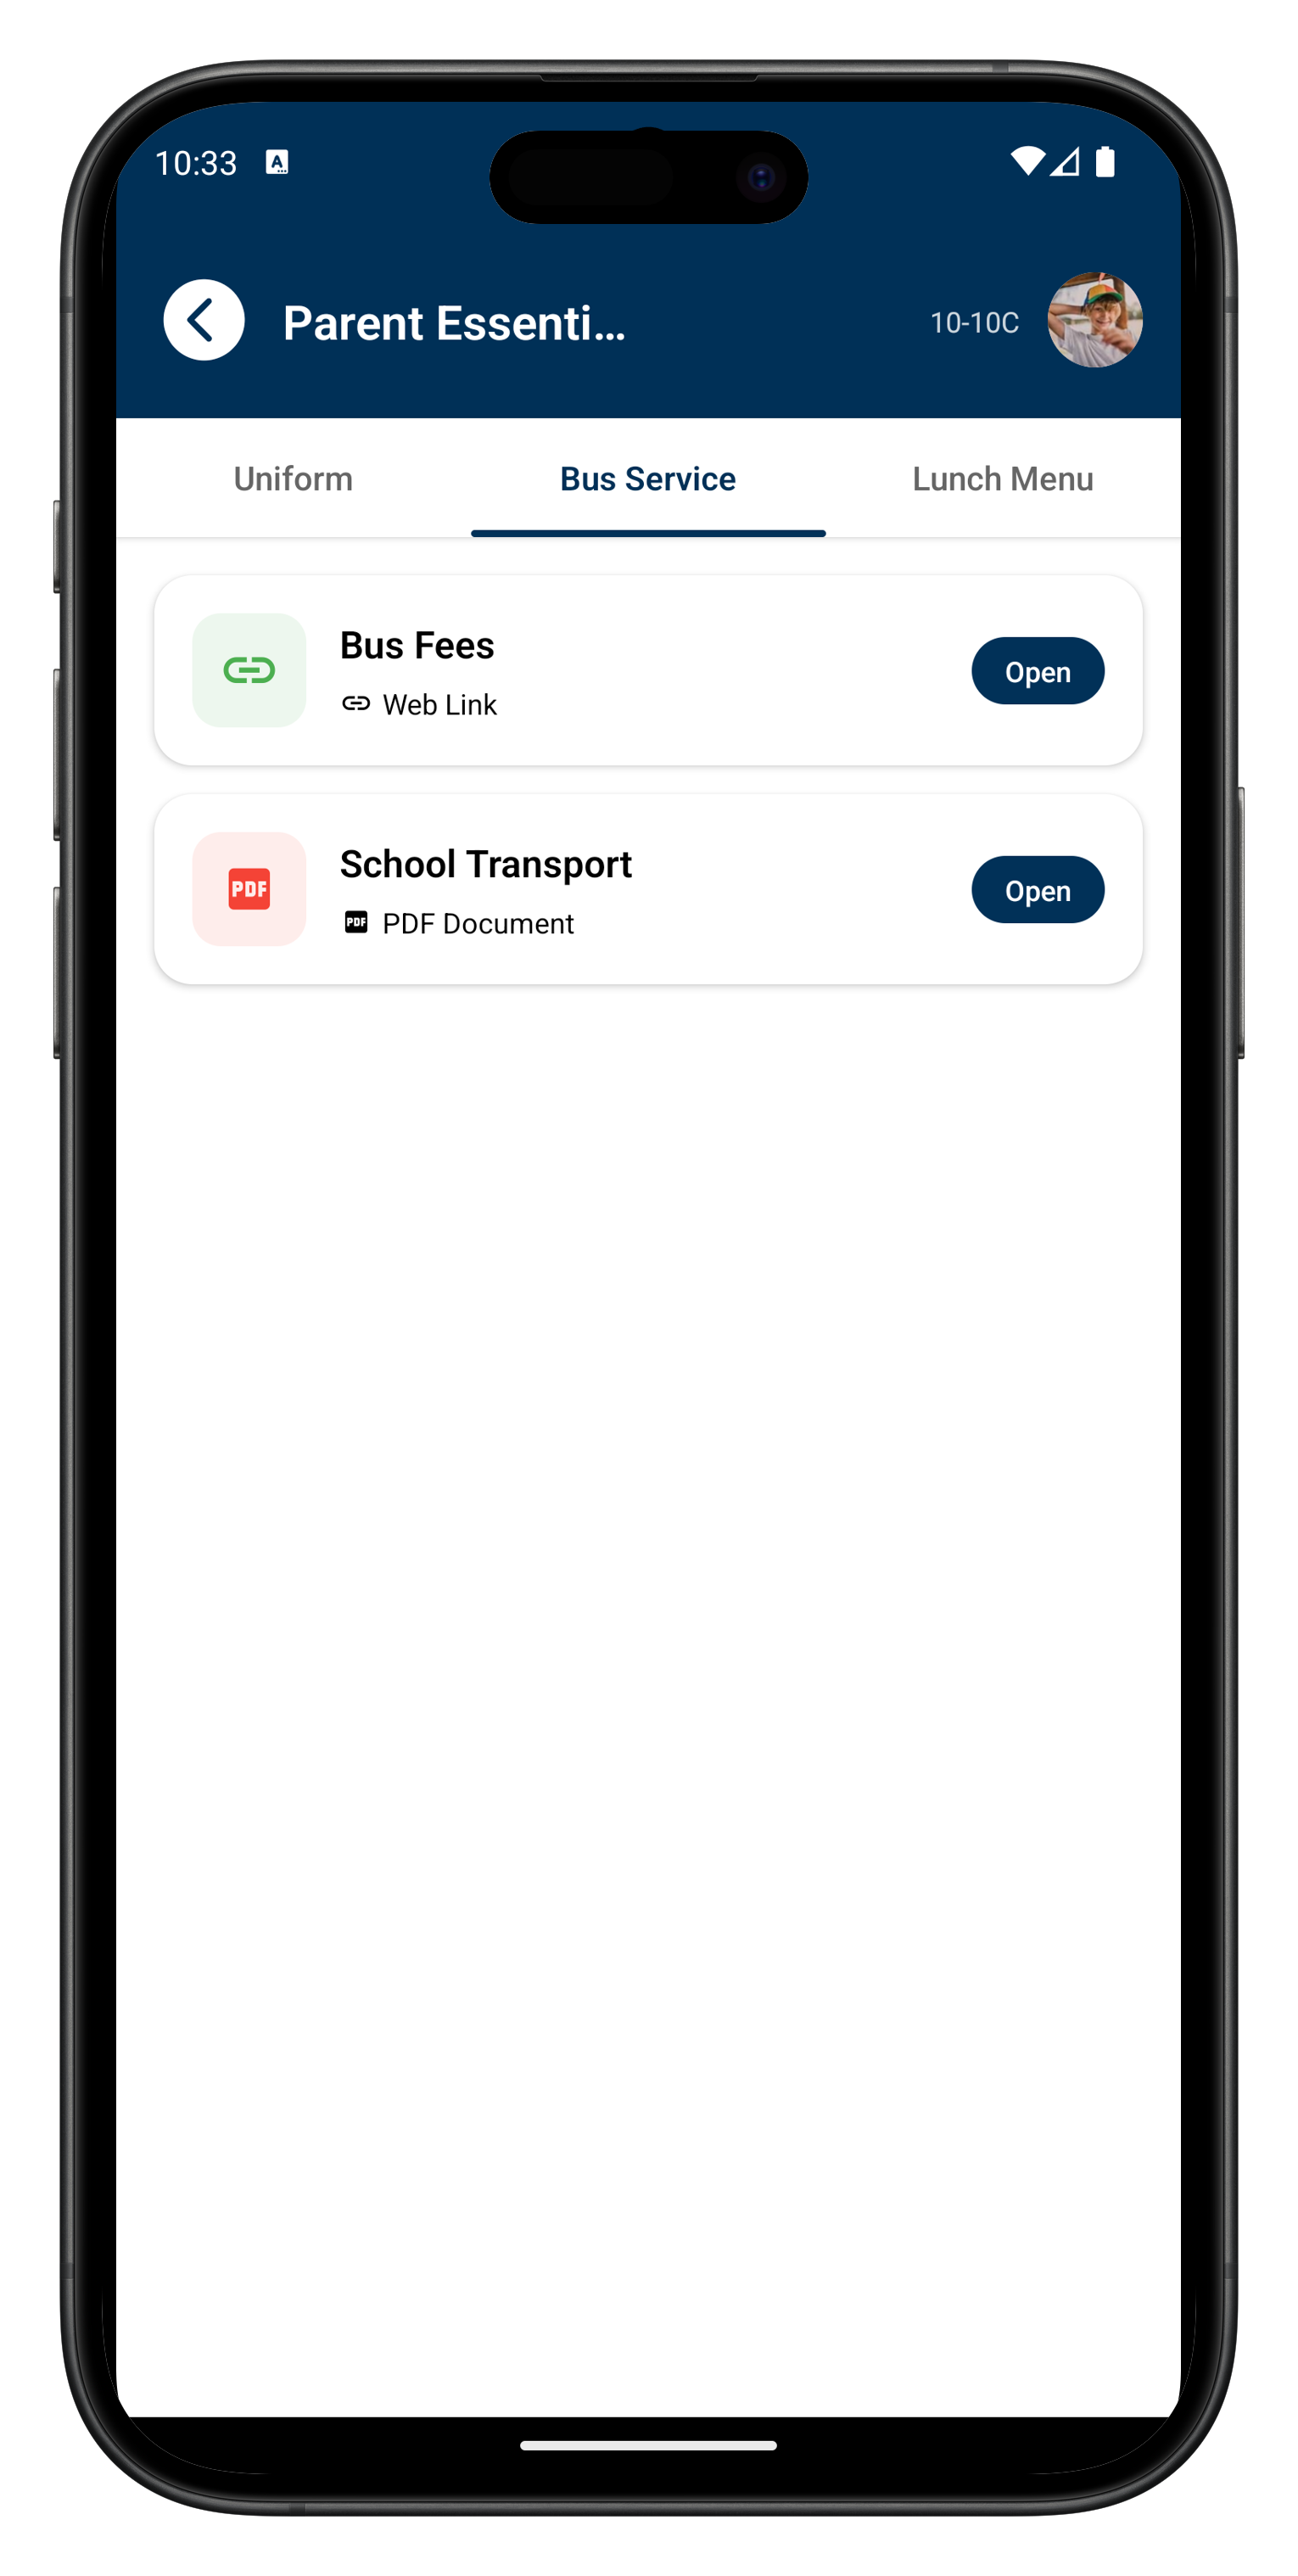 10:33
Parent Essenti...
10-10C
Uniform Bus Service Lunch Menu
Bus Fees
Web Link
Open
PDF
School Transport
PDF PDF Document
Open